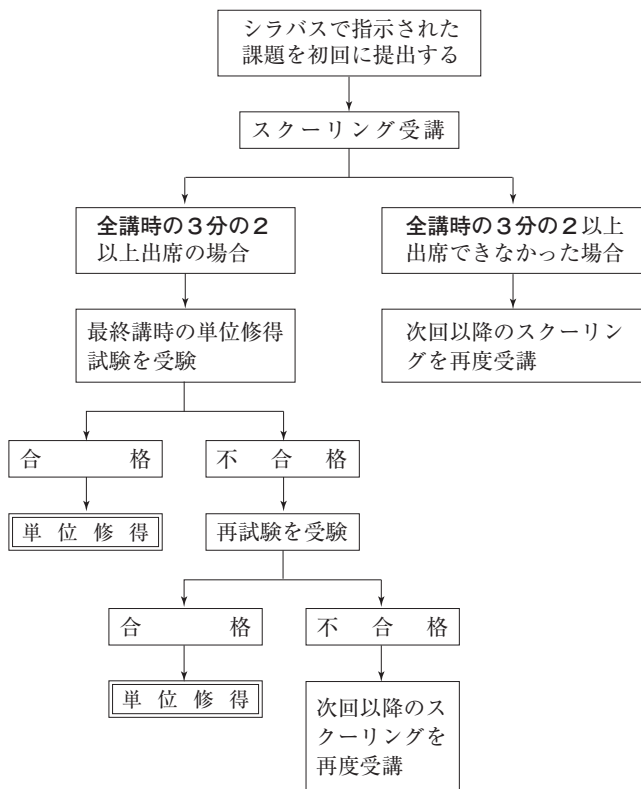 シラバスで指示された
課題を初回に提出する
スクーリング受講
全講時の３分の２
以上出席の場合
全講時の３分の２以上
出席できなかった場合
最終講時の単位修得
試験を受験
次回以降のスクーリン
グを再度受講
合格
不合格
単位修得
再試験を受験
合格
不合格
単位修得
次回以降のス
クーリングを
再度受講